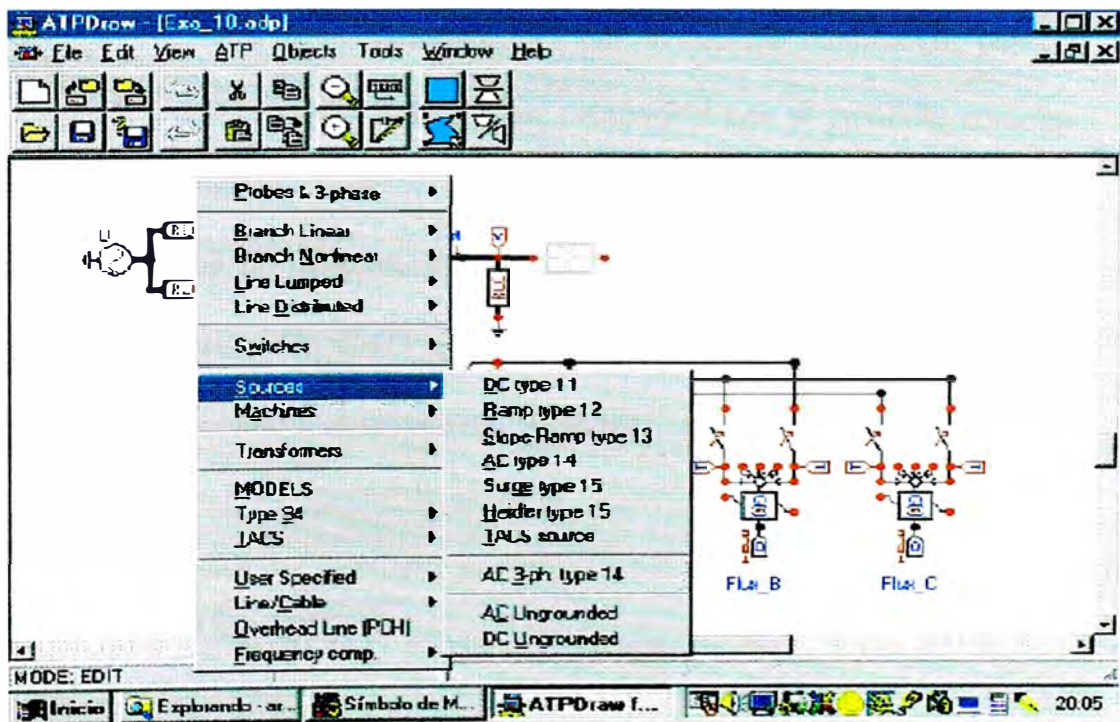 ATPDraw - [Exa_10.adp]
File Edit View ATP Objects Tools Window Help
Probes & 3-phase
Branch Linear
Branch Nonlinear
Line Lumped
Line Distributed
Switches
Sources
Machines
Transformers
MODELS
Type 94
TACS
User Specified
Line/Cable
Overhead Line (PCH)
Frequency comp.
DC type 11
Ramp type 12
Slope-Ramp type 13
AC type 14
Surge type 15
Heidler type 15
TACS source
AC 3-ph. type 14
AC Ungrounded
DC Ungrounded
U
RLC
T
T
T
T
Flux_B
Flux_C
MODE: EDIT
Inicio
Explorando - ar...
Símbolo de M...
ATPDraw f...
20:05